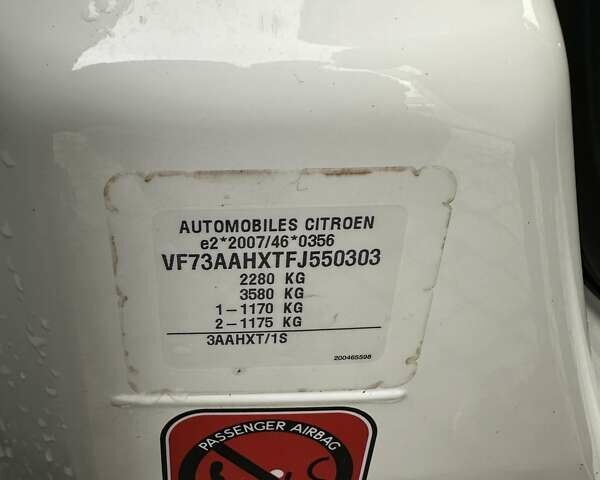 AUTOMOBILES CITROEN
e2*2007/46*0356
VF73AAHXTFJ550303
2280 KG
3580 KG
1-1170 KG
2-1175 KG
3AAHXT/1S
200465598
PASSENGER AIRBAG